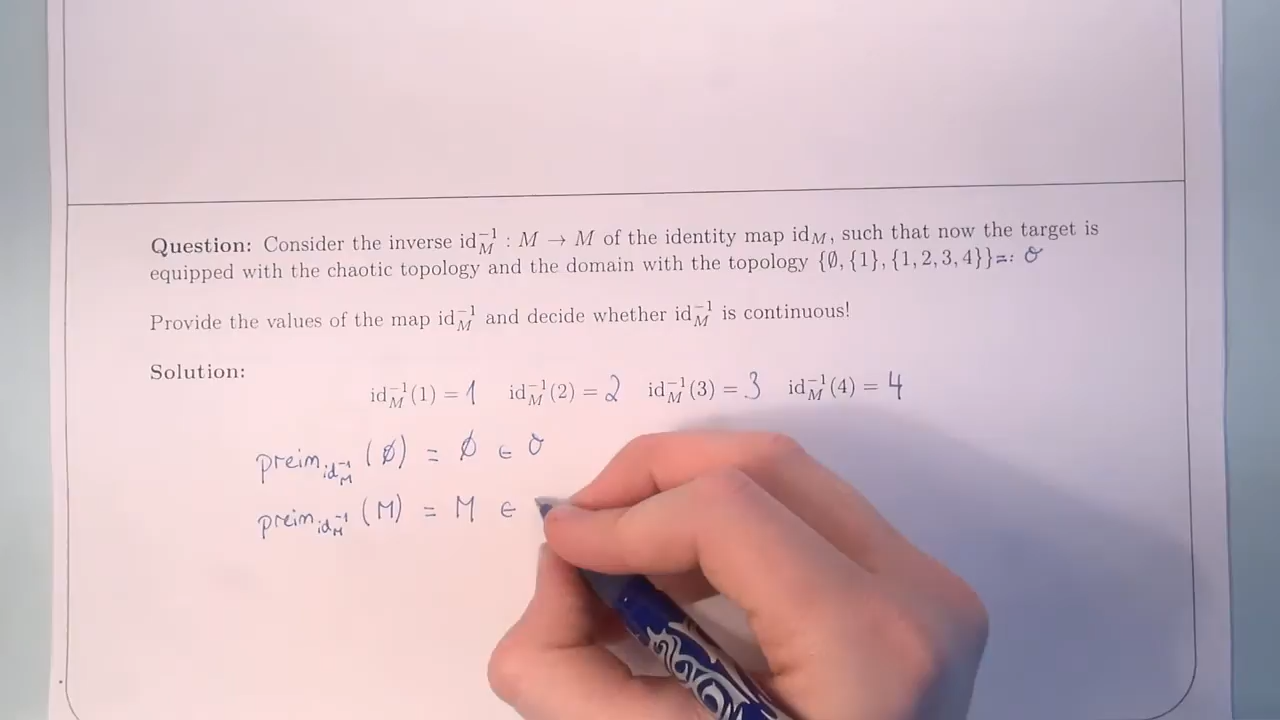 Question: Consider the inverse id_M^{-1} : M → M of the identity map id_M, such that now the target is
equipped with the chaotic topology and the domain with the topology {∅, {1}, {1, 2, 3, 4}} =: 𝒪
Provide the values of the map id_M^{-1} and decide whether id_M^{-1} is continuous!
Solution:
id_M^{-1}(1) = 1 id_M^{-1}(2) = 2 id_M^{-1}(3) = 3 id_M^{-1}(4) = 4
preim_{id_M^{-1}} (∅) = ∅ ∈ 𝒪
preim_{id_M^{-1}} (M) = M ∈